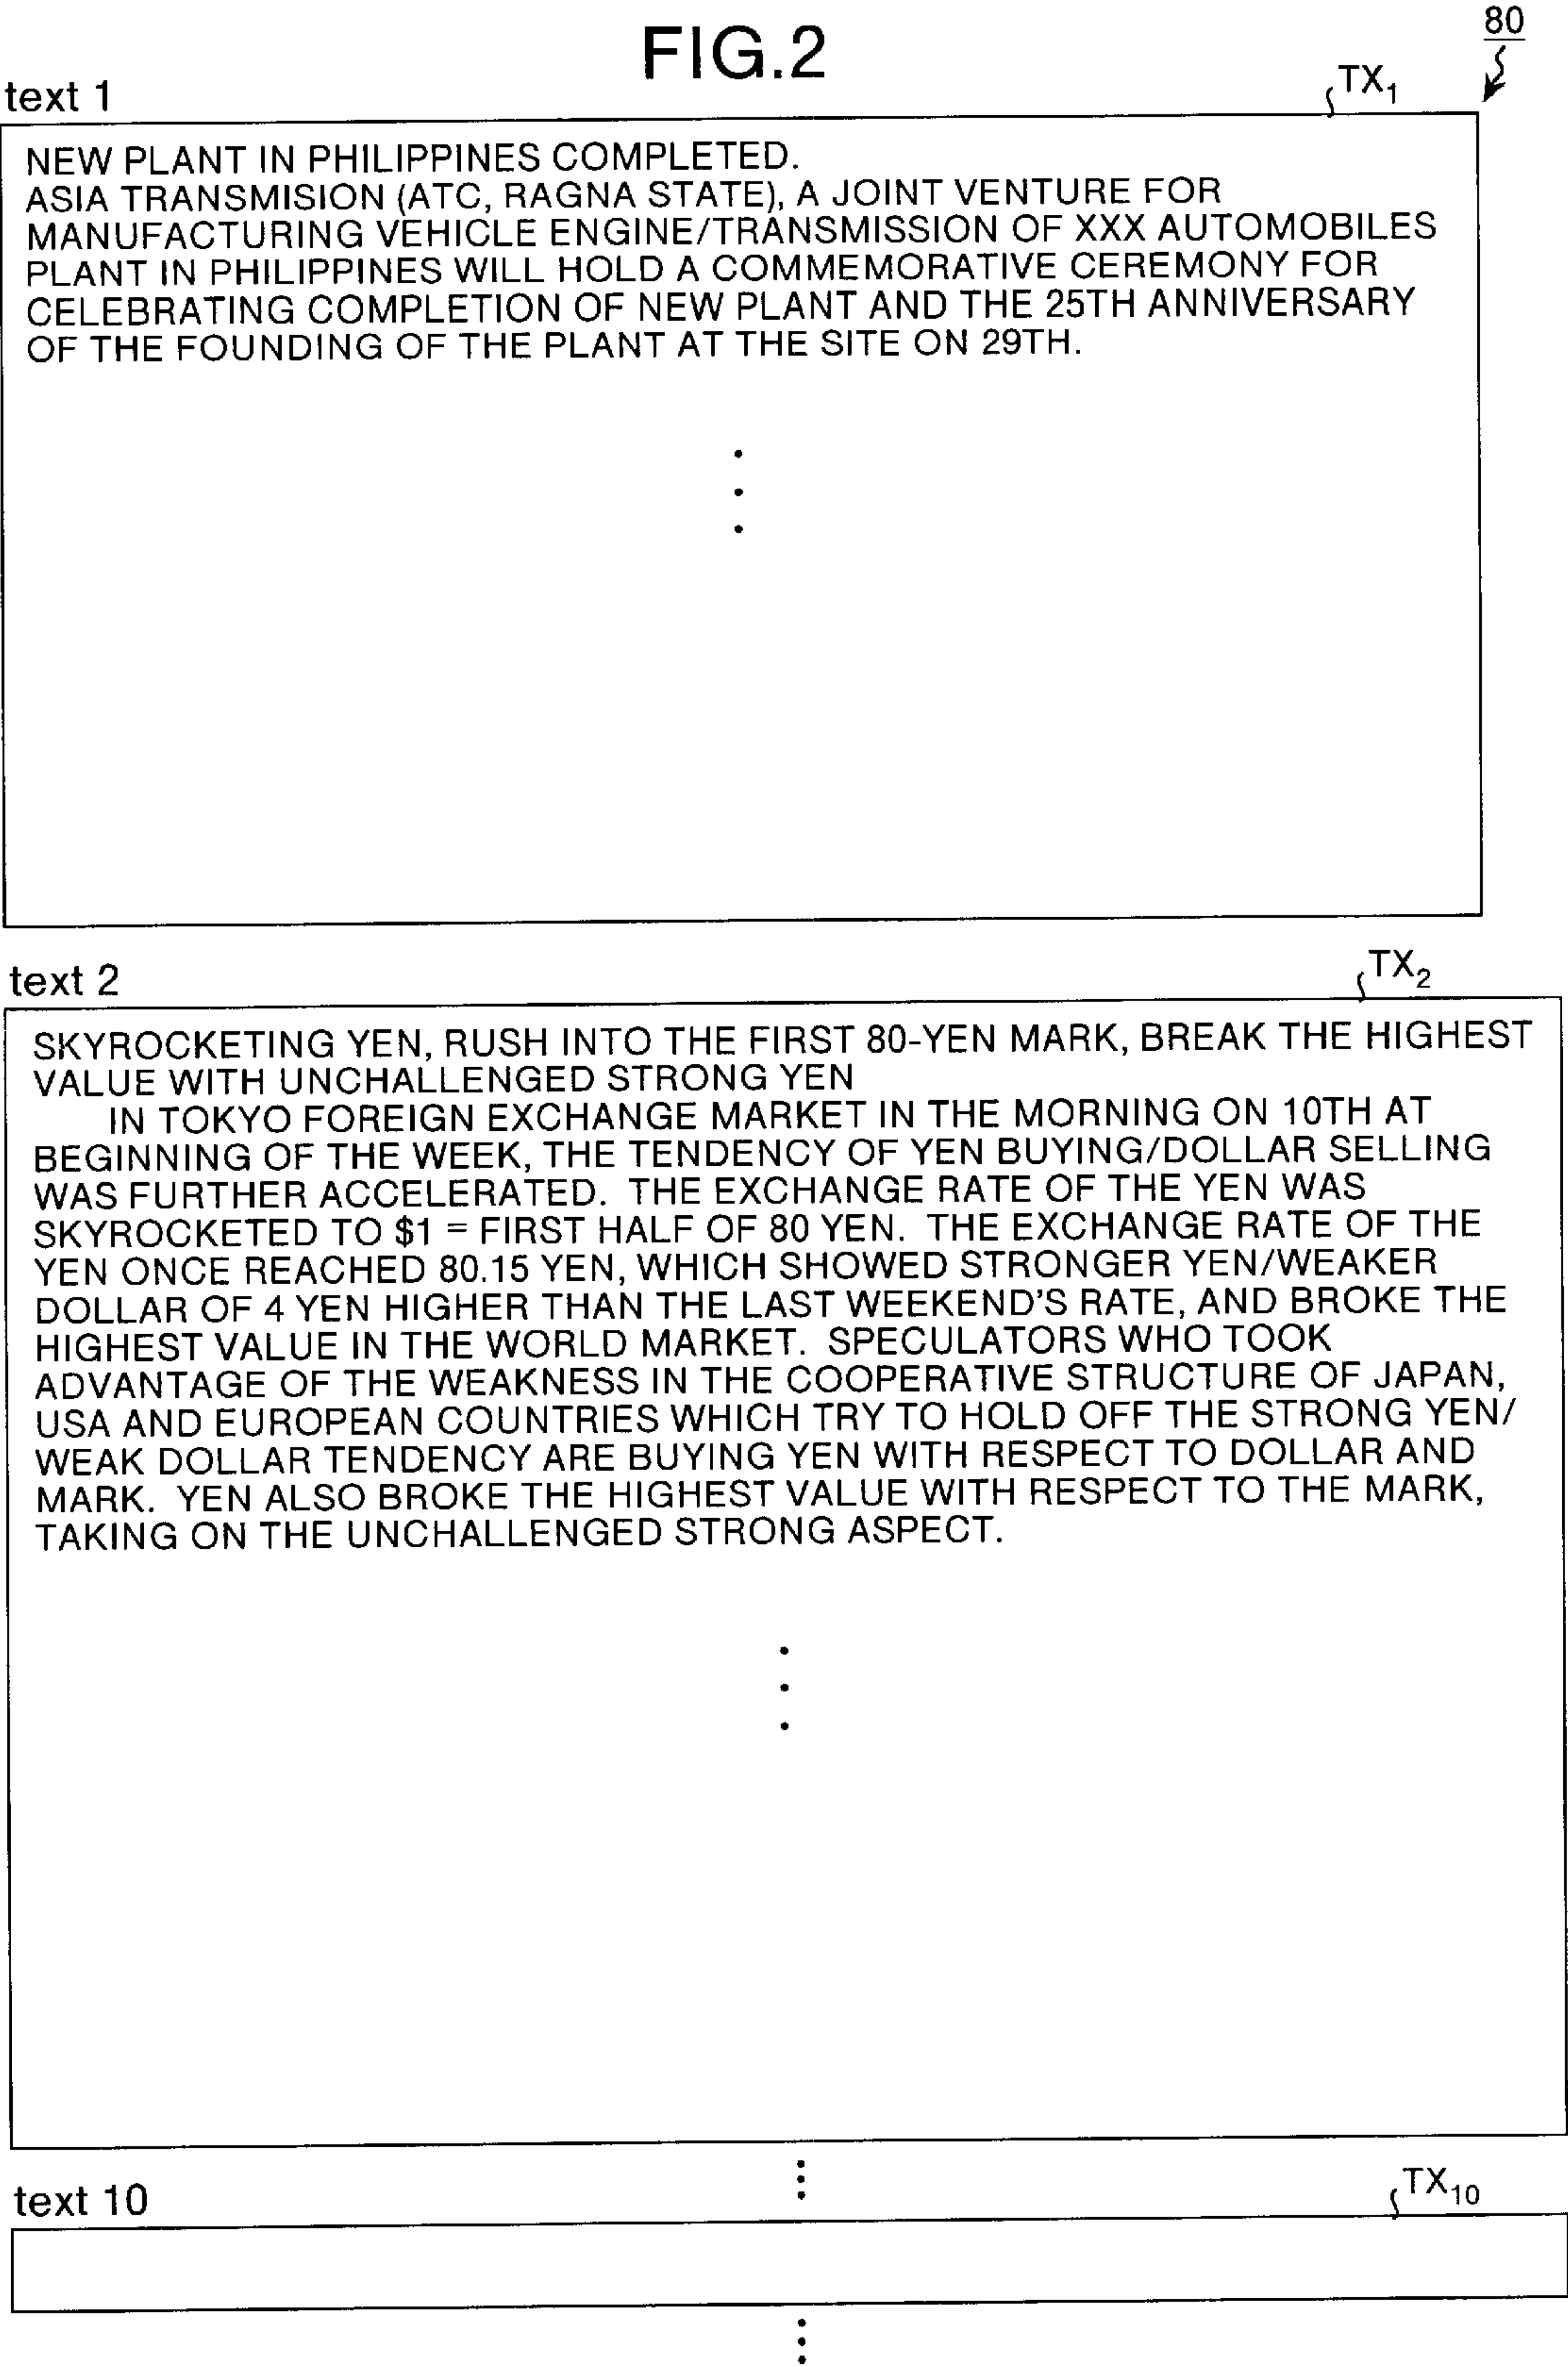 FIG.2
80
text 1
TX1
NEW PLANT IN PHILIPPINES COMPLETED.
ASIA TRANSMISION (ATC, RAGNA STATE), A JOINT VENTURE FOR
MANUFACTURING VEHICLE ENGINE/TRANSMISSION OF XXX AUTOMOBILES
PLANT IN PHILIPPINES WILL HOLD A COMMEMORATIVE CEREMONY FOR
CELEBRATING COMPLETION OF NEW PLANT AND THE 25TH ANNIVERSARY
OF THE FOUNDING OF THE PLANT AT THE SITE ON 29TH.
text 2
TX2
SKYROCKETING YEN, RUSH INTO THE FIRST 80-YEN MARK, BREAK THE HIGHEST
VALUE WITH UNCHALLENGED STRONG YEN
IN TOKYO FOREIGN EXCHANGE MARKET IN THE MORNING ON 10TH AT
BEGINNING OF THE WEEK, THE TENDENCY OF YEN BUYING/DOLLAR SELLING
WAS FURTHER ACCELERATED. THE EXCHANGE RATE OF THE YEN WAS
SKYROCKETED TO $1 = FIRST HALF OF 80 YEN. THE EXCHANGE RATE OF THE
YEN ONCE REACHED 80.15 YEN, WHICH SHOWED STRONGER YEN/WEAKER
DOLLAR OF 4 YEN HIGHER THAN THE LAST WEEKEND'S RATE, AND BROKE THE
HIGHEST VALUE IN THE WORLD MARKET. SPECULATORS WHO TOOK
ADVANTAGE OF THE WEAKNESS IN THE COOPERATIVE STRUCTURE OF JAPAN,
USA AND EUROPEAN COUNTRIES WHICH TRY TO HOLD OFF THE STRONG YEN/
WEAK DOLLAR TENDENCY ARE BUYING YEN WITH RESPECT TO DOLLAR AND
MARK. YEN ALSO BROKE THE HIGHEST VALUE WITH RESPECT TO THE MARK,
TAKING ON THE UNCHALLENGED STRONG ASPECT.
text 10
TX10